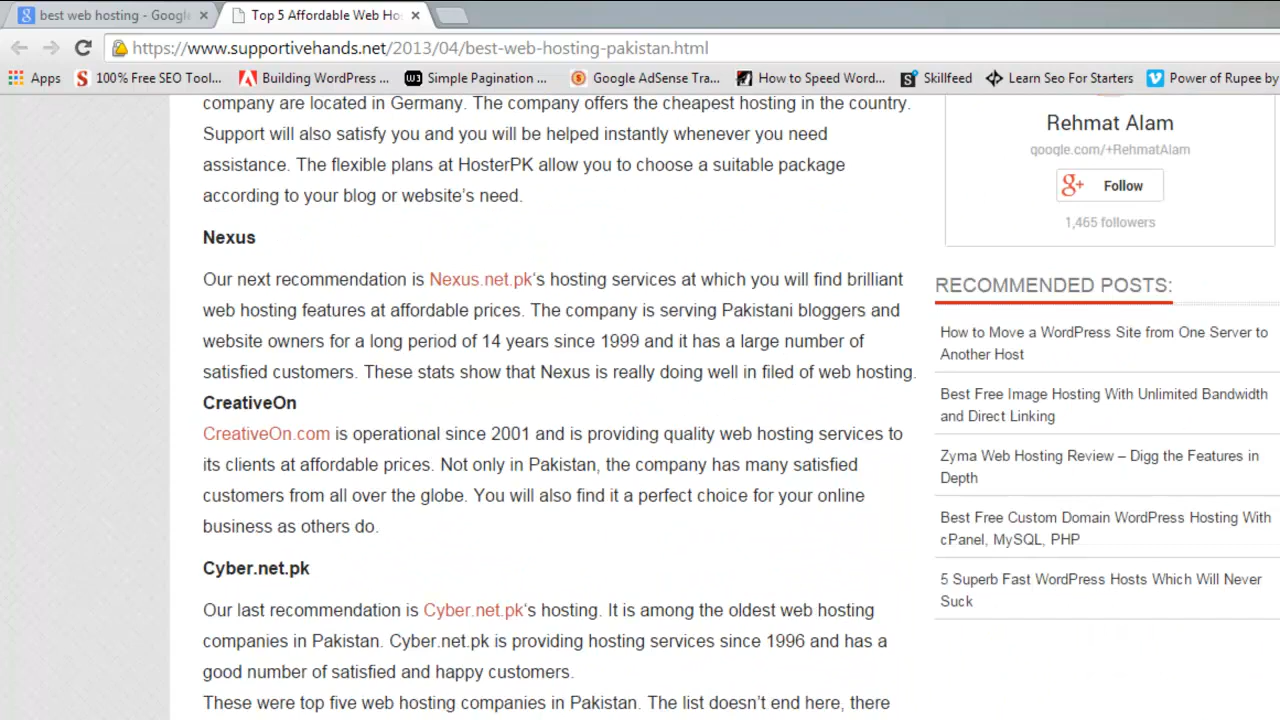 best web hosting - Google
Top 5 Affordable Web Ho
https://www.supportivehands.net/2013/04/best-web-hosting-pakistan.html
Apps
100% Free SEO Tool...
Building WordPress ...
Simple Pagination ...
Google AdSense Tra...
How to Speed Word...
Skillfeed
Learn Seo For Starters
Power of Rupee by
company are located in Germany. The company offers the cheapest hosting in the country.
Support will also satisfy you and you will be helped instantly whenever you need
assistance. The flexible plans at HosterPK allow you to choose a suitable package
according to your blog or website’s need.
Nexus
Our next recommendation is Nexus.net.pk‘s hosting services at which you will find brilliant
web hosting features at affordable prices. The company is serving Pakistani bloggers and
website owners for a long period of 14 years since 1999 and it has a large number of
satisfied customers. These stats show that Nexus is really doing well in filed of web hosting.
CreativeOn
CreativeOn.com is operational since 2001 and is providing quality web hosting services to
its clients at affordable prices. Not only in Pakistan, the company has many satisfied
customers from all over the globe. You will also find it a perfect choice for your online
business as others do.
Cyber.net.pk
Our last recommendation is Cyber.net.pk‘s hosting. It is among the oldest web hosting
companies in Pakistan. Cyber.net.pk is providing hosting services since 1996 and has a
good number of satisfied and happy customers.
These were top five web hosting companies in Pakistan. The list doesn’t end here, there
Rehmat Alam
google.com/+RehmatAlam
g+ Follow
1,465 followers
RECOMMENDED POSTS:
How to Move a WordPress Site from One Server to
Another Host
Best Free Image Hosting With Unlimited Bandwidth
and Direct Linking
Zyma Web Hosting Review – Digg the Features in
Depth
Best Free Custom Domain WordPress Hosting With
cPanel, MySQL, PHP
5 Superb Fast WordPress Hosts Which Will Never
Suck